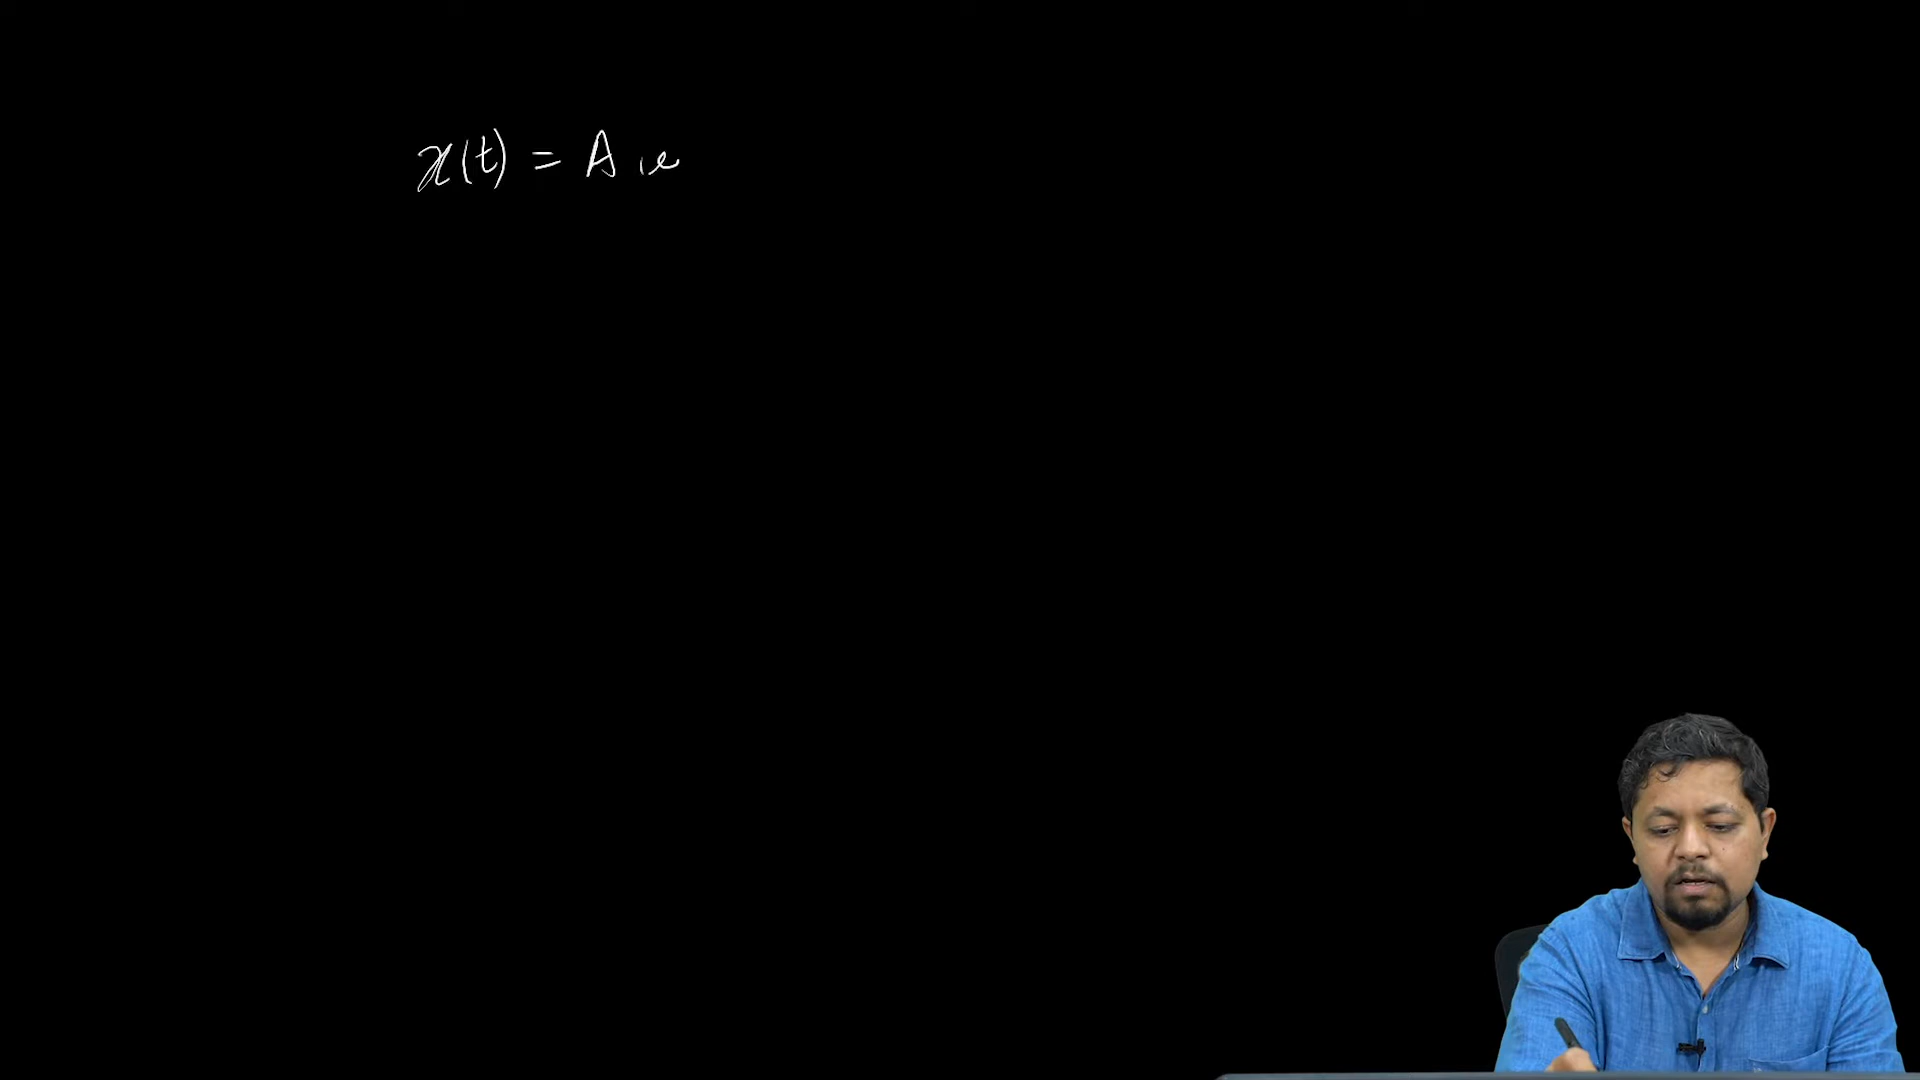 x(t) = A e